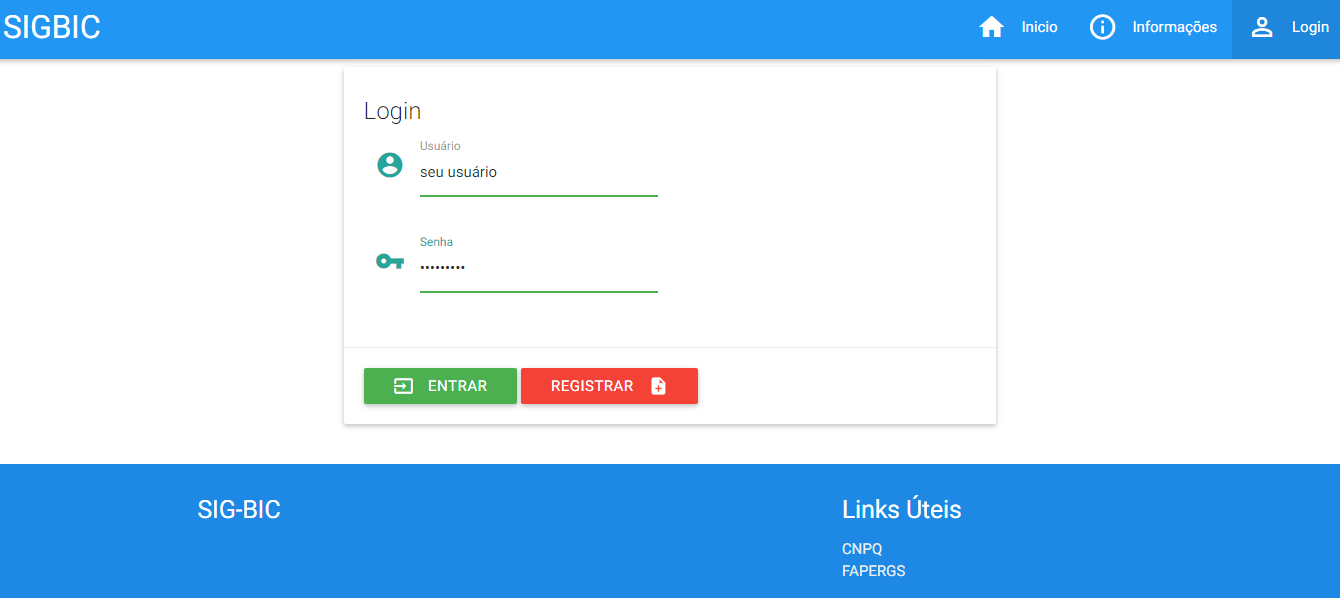 SIGBIC
Inicio
Informações
Login
Login
Usuário
seu usuário
Senha
•••••••••
ENTRAR
REGISTRAR
SIG-BIC
Links Úteis
CNPQ
FAPERGS